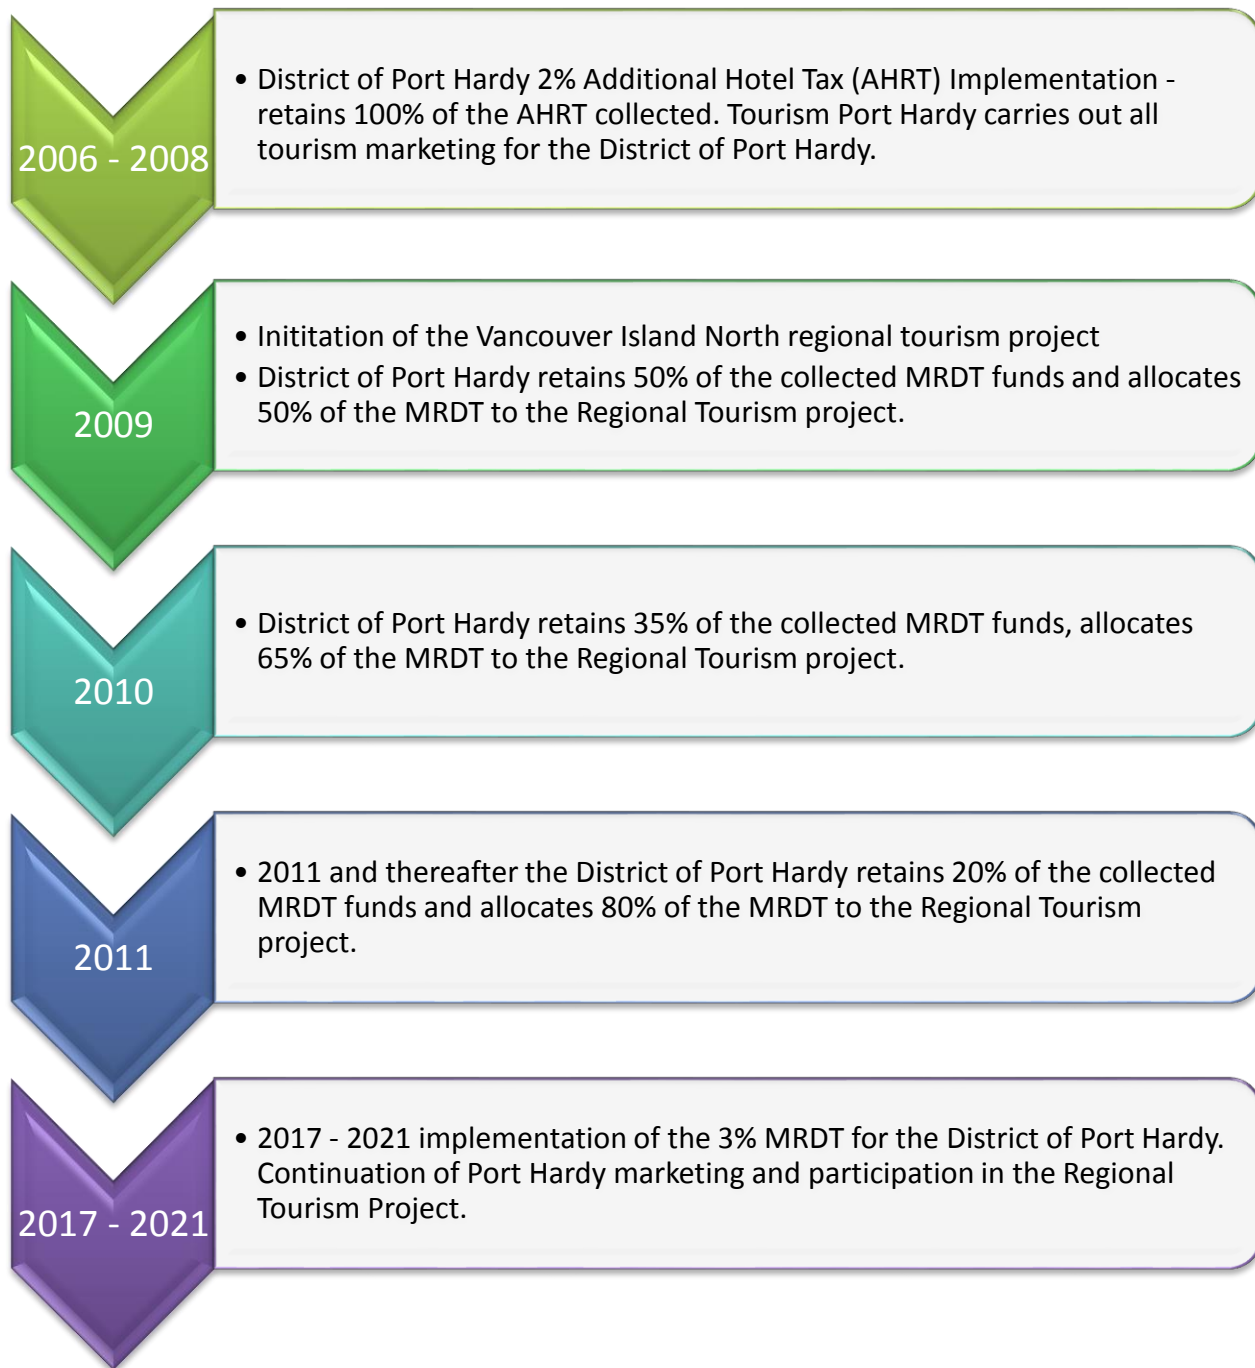 2006 - 2008
• District of Port Hardy 2% Additional Hotel Tax (AHRT) Implementation -
retains 100% of the AHRT collected. Tourism Port Hardy carries out all
tourism marketing for the District of Port Hardy.
2009
• Inititation of the Vancouver Island North regional tourism project
• District of Port Hardy retains 50% of the collected MRDT funds and allocates
50% of the MRDT to the Regional Tourism project.
2010
• District of Port Hardy retains 35% of the collected MRDT funds, allocates
65% of the MRDT to the Regional Tourism project.
2011
• 2011 and thereafter the District of Port Hardy retains 20% of the collected
MRDT funds and allocates 80% of the MRDT to the Regional Tourism
project.
2017 - 2021
• 2017 - 2021 implementation of the 3% MRDT for the District of Port Hardy.
Continuation of Port Hardy marketing and participation in the Regional
Tourism Project.